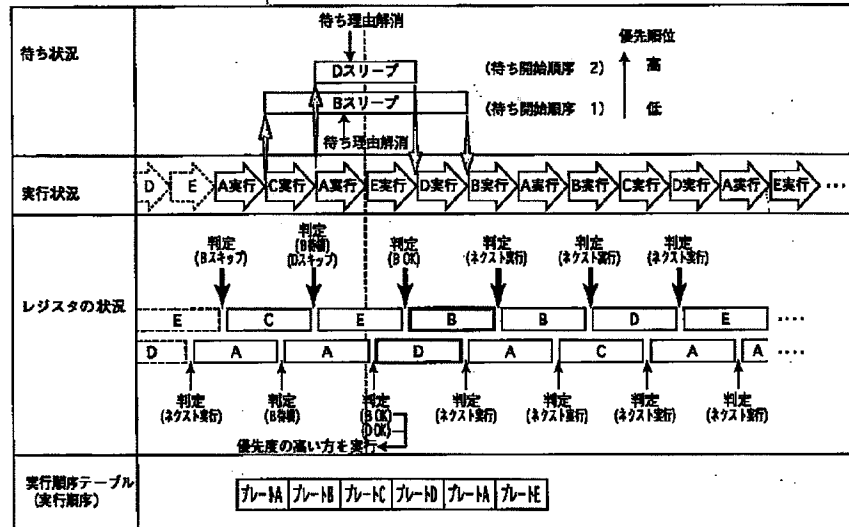 待ち状況
待ち理由解消
Dスリープ
(待ち開始順序 2)
優先順位
高
Bスリープ
(待ち開始順序 1)
低
待ち理由解消
実行状況
D
E
A実行
C実行
A実行
E実行
D実行
B実行
A実行
B実行
C実行
D実行
A実行
E実行
····
レジスタの状況
判定
(Bスキップ)
判定
(B待機)
(Dスキップ)
判定
(B OK)
判定
(ネクスト実行)
判定
(ネクスト実行)
判定
(ネクスト実行)
E
C
E
B
B
D
E
····
D
A
A
D
A
C
A
A
····
判定
(ネクスト実行)
判定
(B待機)
判定
(B OK)
(D OK)
判定
(ネクスト実行)
判定
(ネクスト実行)
判定
(ネクスト実行)
判定
(ネクスト実行)
優先度の高い方を実行
実行順序テーブル
(実行順序)
プレートA
プレートB
プレートC
プレートD
プレートA
プレートE